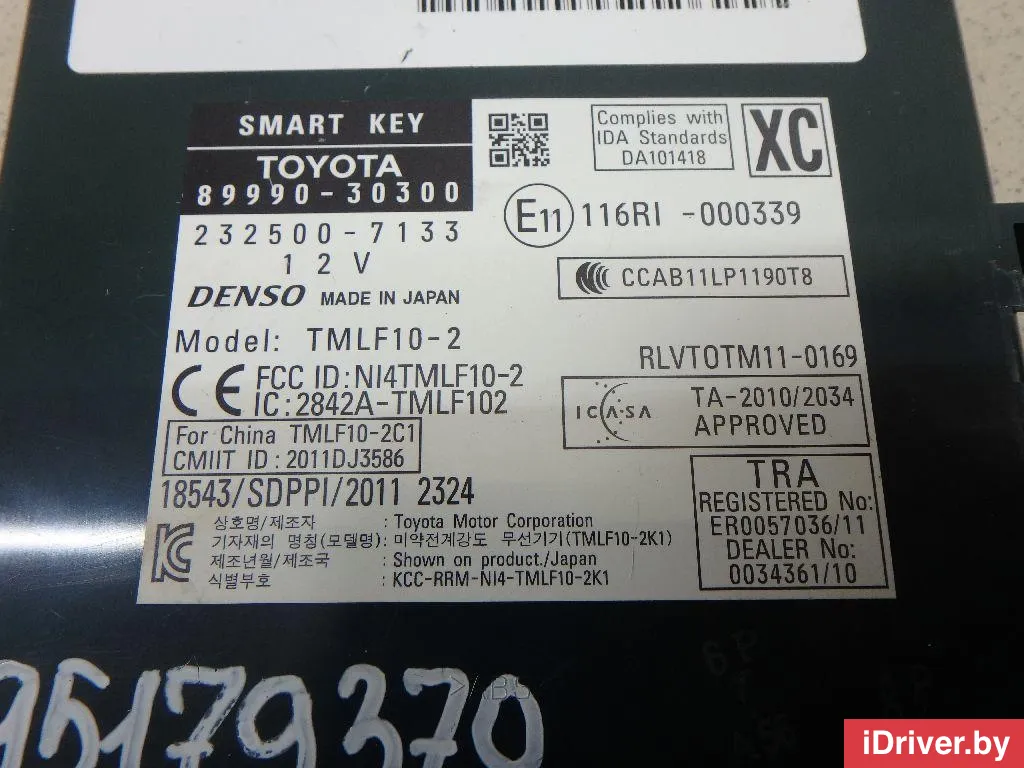 SMART KEY
TOYOTA
89990-30300
232500-7133
12V
DENSO MADE IN JAPAN
Model: TMLF10-2
CE FCC ID:NI4TMLF10-2
IC:2842A-TMLF102
For China TMLF10-2C1
CMIIT ID:2011DJ3586
18543/SDPPI/2011 2324
Complies with
IDA Standards
DA101418
XC
E11 116RI -000339
CCAB11LP1190T8
RLVTOTM11-0169
ICASA
TA-2010/2034
APPROVED
TRA
REGISTERED No:
ER0057036/11
DEALER No:
0034361/10
상호명/제조자 : Toyota Motor Corporation
기자재의 명칭(모델명): 미약전계강도 무선기기(TMLF10-2K1)
제조년월/제조국 : Shown on product./Japan
식별부호 : KCC-RRM-NI4-TMLF10-2K1
95179370
>ABS
iDriver.by